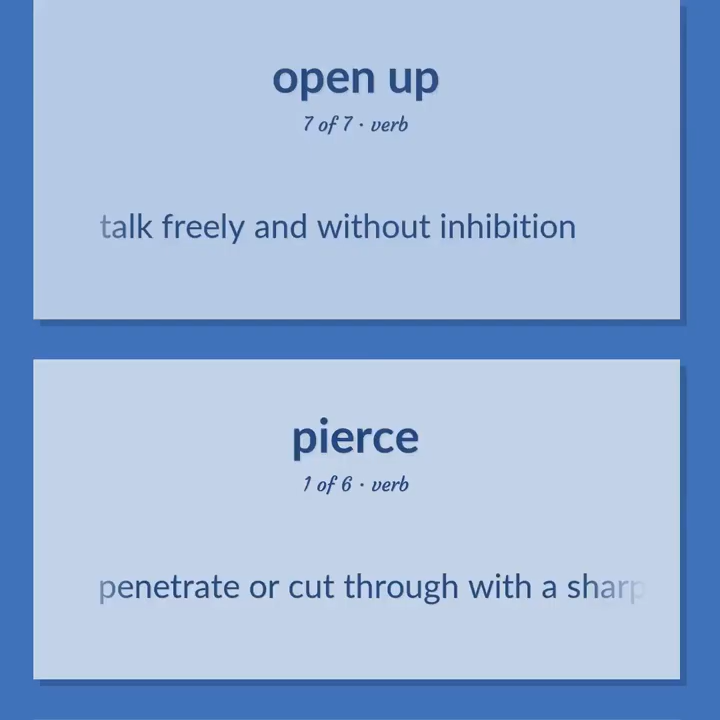 open up
7 of 7 · verb
talk freely and without inhibition
pierce
1 of 6 · verb
penetrate or cut through with a sharp